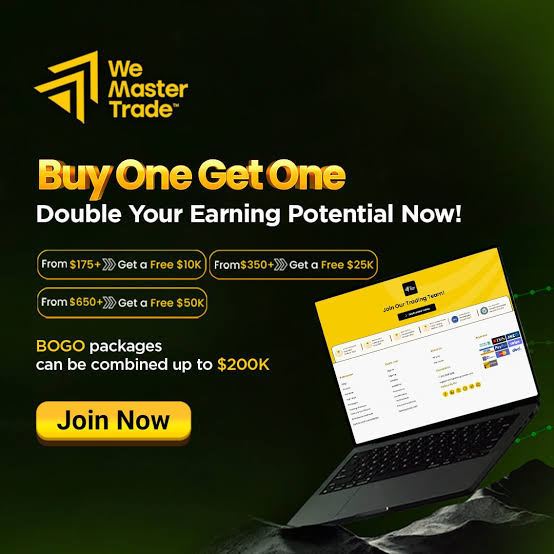 We
Master
Trade™
Buy One Get One
Double Your Earning Potential Now!
From $175+ Get a Free $10K
From $350+ Get a Free $25K
From $650+ Get a Free $50K
BOGO packages
can be combined up to $200K
Join Now
Join Our Trading Team!